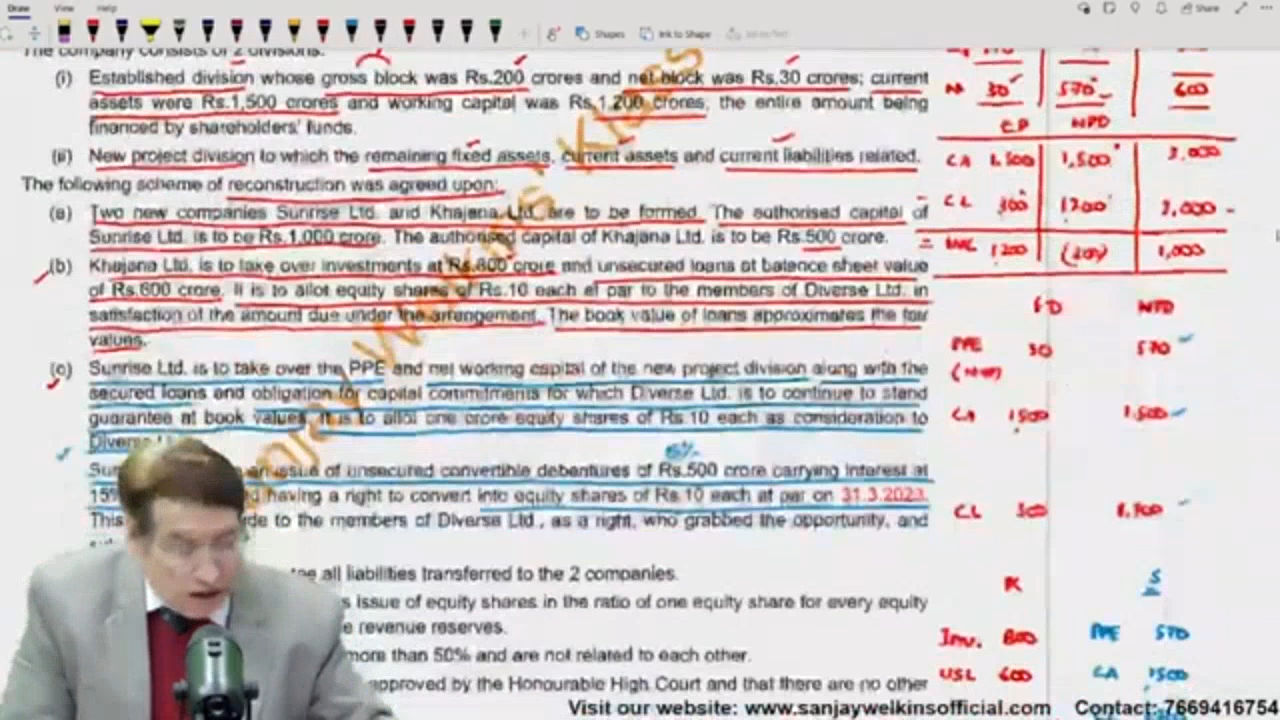 Draw View Help
Shapes Ink to Shape
Share
The company consists of 2 divisions.
(i) Established division whose gross block was Rs.200 crores and net block was Rs.30 crores; current
assets were Rs.1,500 crores and working capital was Rs.1,200 crores, the entire amount being
financed by shareholders' funds.
(ii) New project division to which the remaining fixed assets, current assets and current liabilities related.
The following scheme of reconstruction was agreed upon:
(a) Two new companies Sunrise Ltd. and Khajana Ltd. are to be formed. The authorised capital of
Sunrise Ltd. is to be Rs.1,000 crore. The authorised capital of Khajana Ltd. is to be Rs.500 crore.
(b) Khajana Ltd. is to take over investments at Rs.800 crore and unsecured loans at balance sheet value
of Rs.600 crore. It is to allot equity shares of Rs.10 each at par to the members of Diverse Ltd. in
satisfaction of the amount due under the arrangement. The book value of loans approximates the fair
values.
(c) Sunrise Ltd. is to take over the PPE and net working capital of the new project division along with the
secured loans and obligation for capital commitments for which Diverse Ltd. is to continue to stand
guarantee at book values. It is to allot one crore equity shares of Rs.10 each as consideration to
Diverse
an issue of unsecured convertible debentures of Rs.500 crore carrying interest at
15% having a right to convert into equity shares of Rs.10 each at par on 31.3.2023.
This to the members of Diverse Ltd., as a right, who grabbed the opportunity, and
all liabilities transferred to the 2 companies.
issue of equity shares in the ratio of one equity share for every equity
revenue reserves.
more than 50% and are not related to each other.
approved by the Honourable High Court and that there are no other
N 30 570 600
NPD
CA 1,500 1,500 3,000
CL 300 1700 2,000
1200 (200) 1,000
NPD
PPE 30 570
CA 1,500 1,500
CL 300 1,700
K S
Inv. 800 PPE 570
USL 600 CA 1500
Visit our website: www.sanjaywelkinsofficial.com Contact: 7669416754